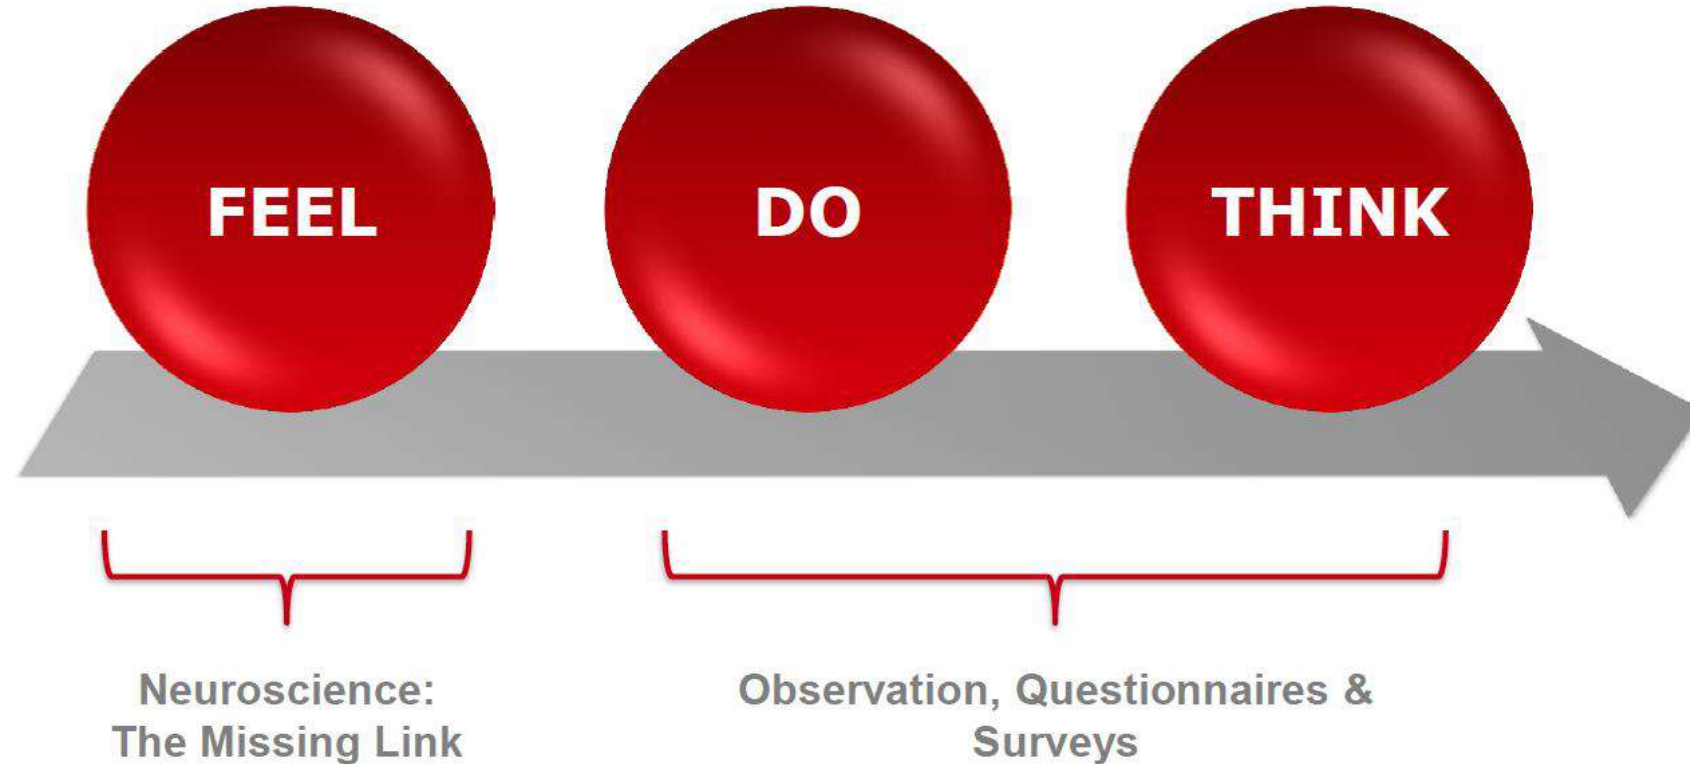 FEEL
DO
THINK
Neuroscience:
The Missing Link
Observation, Questionnaires &
Surveys